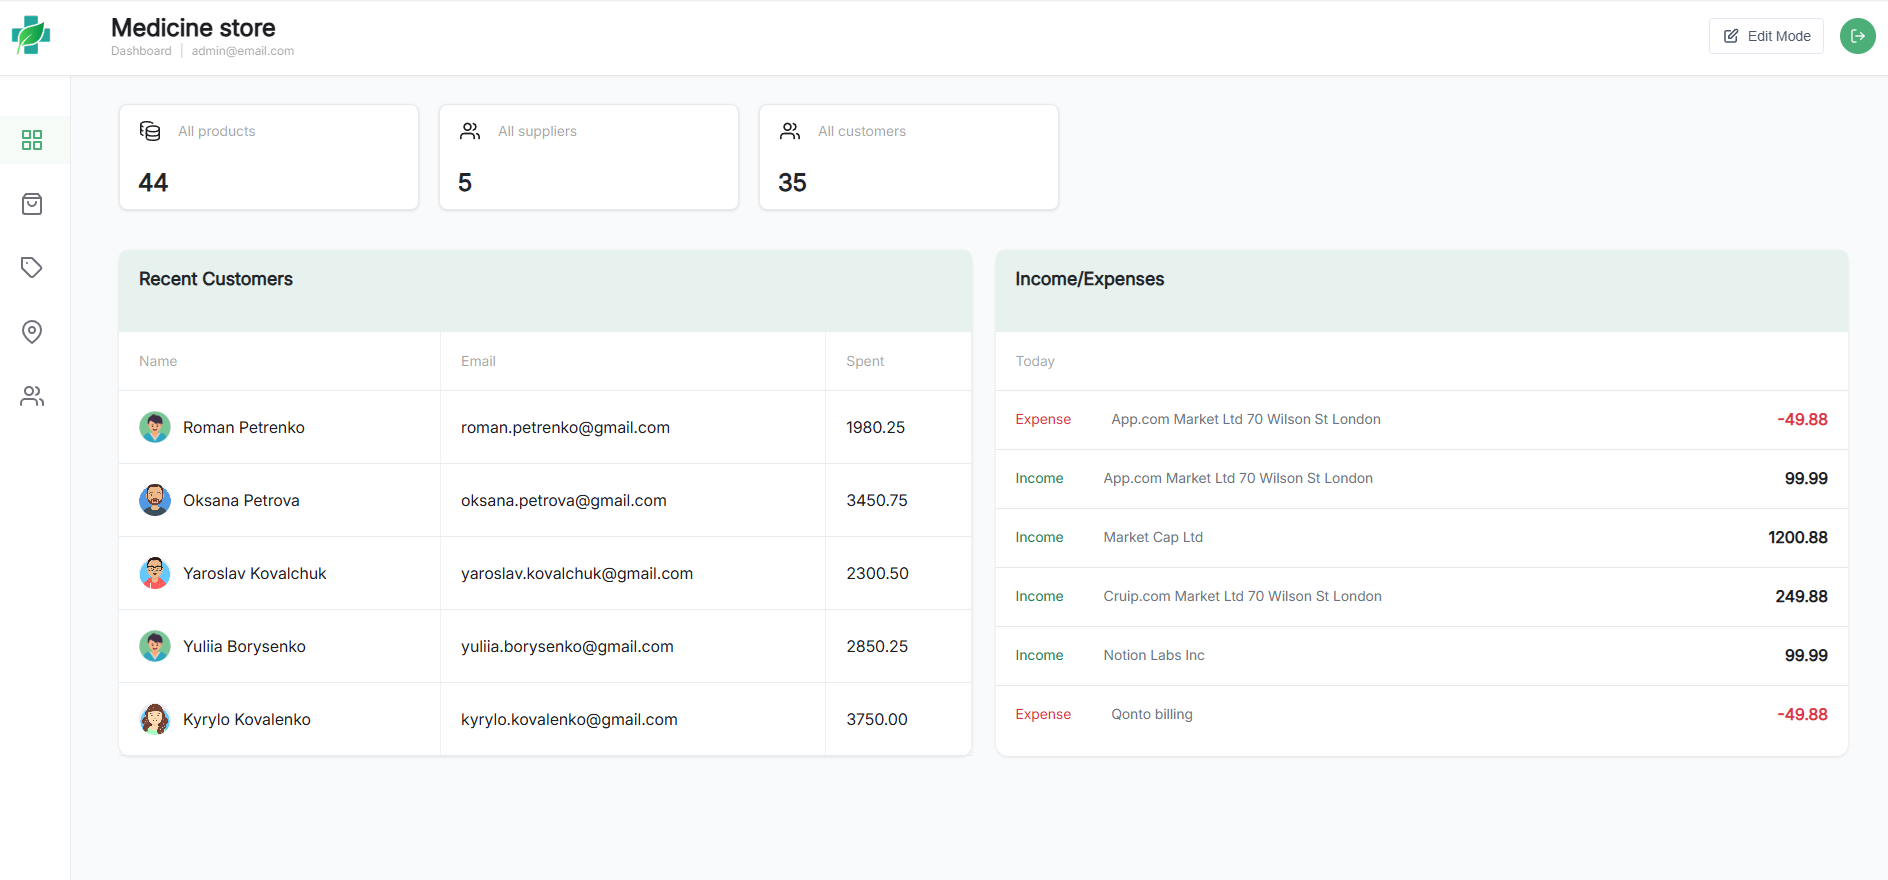 Medicine store
Dashboard | admin@email.com
Edit Mode
All products
44
All suppliers
5
All customers
35
Recent Customers
Name Email Spent
Roman Petrenko roman.petrenko@gmail.com 1980.25
Oksana Petrova oksana.petrova@gmail.com 3450.75
Yaroslav Kovalchuk yaroslav.kovalchuk@gmail.com 2300.50
Yuliia Borysenko yuliia.borysenko@gmail.com 2850.25
Kyrylo Kovalenko kyrylo.kovalenko@gmail.com 3750.00
Income/Expenses
Today
Expense App.com Market Ltd 70 Wilson St London -49.88
Income App.com Market Ltd 70 Wilson St London 99.99
Income Market Cap Ltd 1200.88
Income Cruip.com Market Ltd 70 Wilson St London 249.88
Income Notion Labs Inc 99.99
Expense Qonto billing -49.88